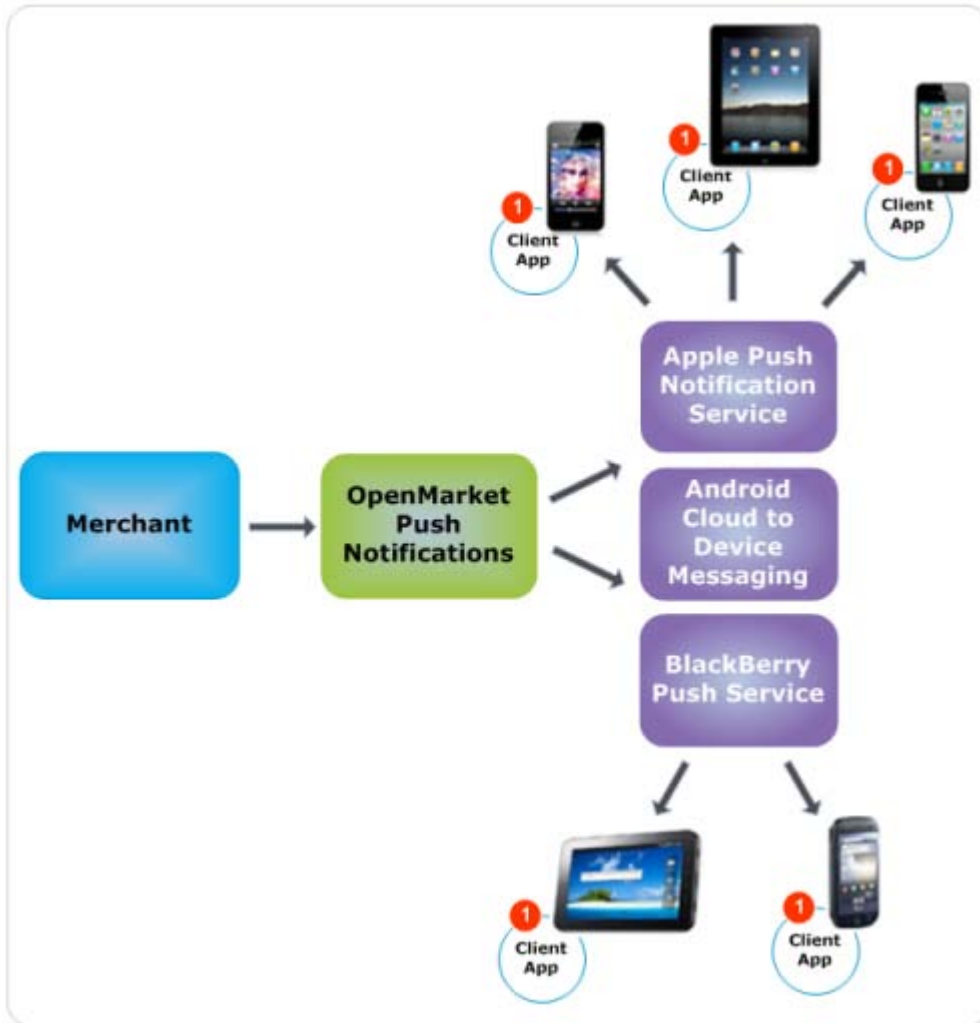 1
Client
App
1
Client
App
1
Client
App
Apple Push
Notification
Service
Merchant
OpenMarket
Push
Notifications
Android
Cloud to
Device
Messaging
BlackBerry
Push Service
1
Client
App
1
Client
App